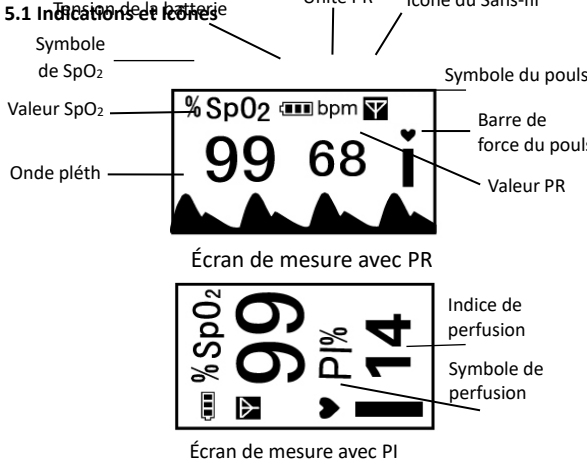 Tension de la batterie
5.1 Indications et Icônes
Unité PR
Icône du Sans-fil
Symbole
de SpO₂
Symbole du pouls
Valeur SpO₂
% SpO₂ bpm
Barre de
force du pouls
99 68
Onde pléth
Valeur PR
Écran de mesure avec PR
% SpO₂
99
PI%
14
Indice de
perfusion
Symbole de
perfusion
Écran de mesure avec PI